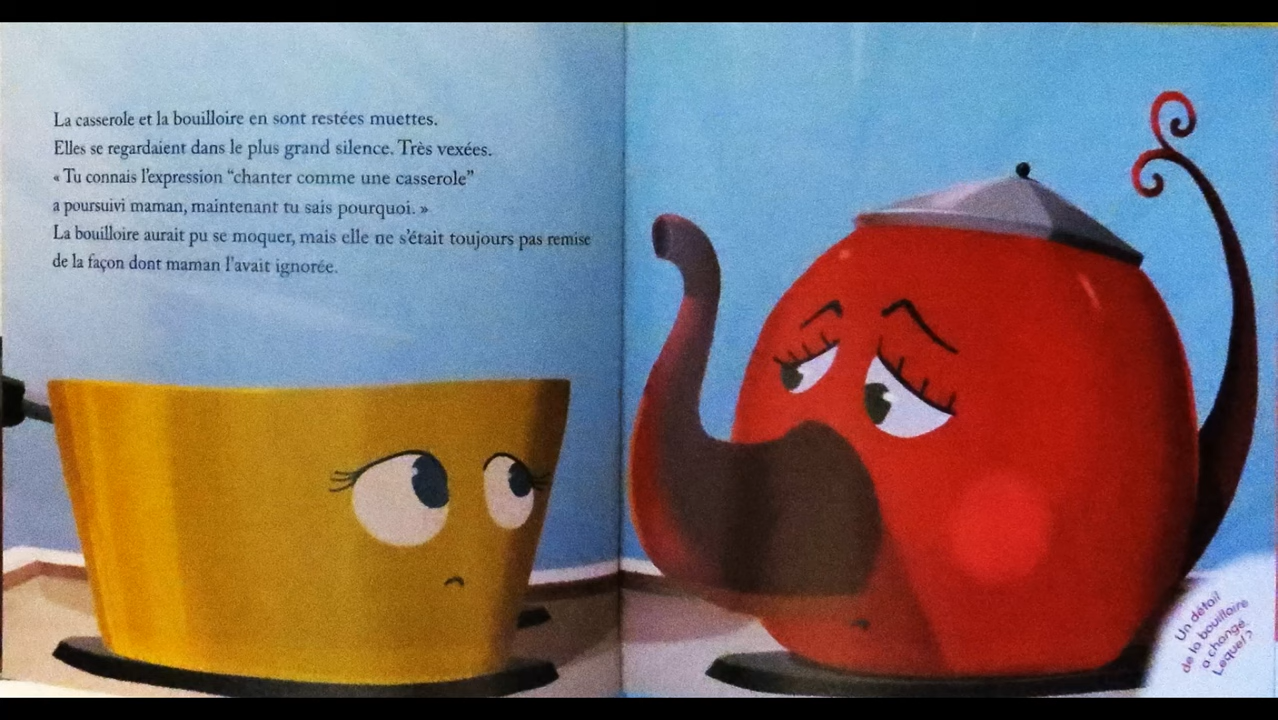 La casserole et la bouilloire en sont restées muettes.
Elles se regardaient dans le plus grand silence. Très vexées.
« Tu connais l'expression “chanter comme une casserole”
a poursuivi maman, maintenant tu sais pourquoi. »
La bouilloire aurait pu se moquer, mais elle ne s'était toujours pas remise
de la façon dont maman l'avait ignorée.
Un détail
de la bouilloire
a changé.
Lequel ?